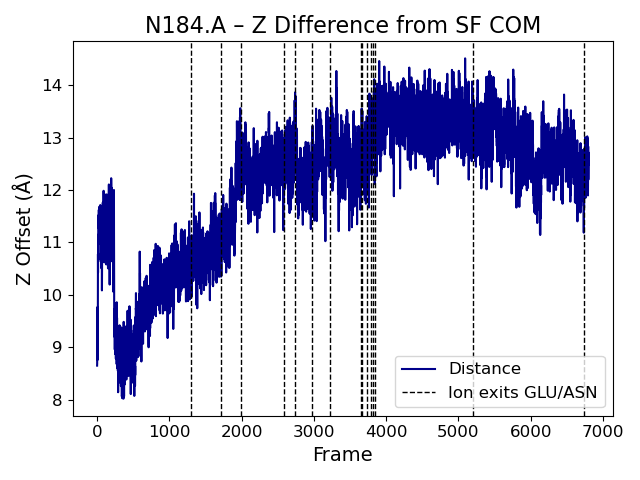 N184.A – Z Difference from SF COM
Z Offset (Å)
14
13
12
11
10
9
8
0 1000 2000 3000 4000 5000 6000 7000
Frame
Distance
Ion exits GLU/ASN